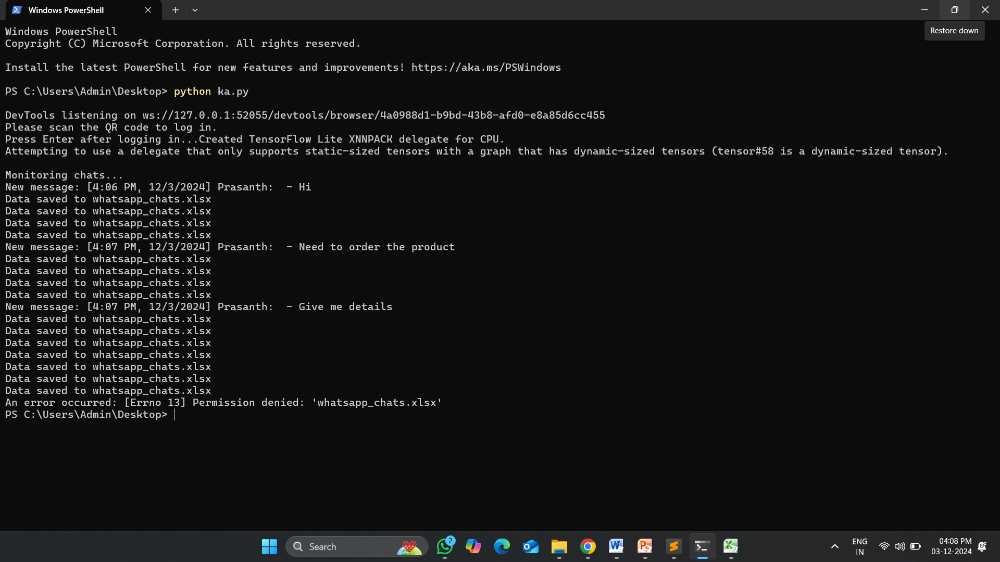 Windows PowerShell
Restore down
Windows PowerShell
Copyright (C) Microsoft Corporation. All rights reserved.
Install the latest PowerShell for new features and improvements! https://aka.ms/PSWindows
PS C:\Users\Admin\Desktop> python ka.py
DevTools listening on ws://127.0.0.1:52055/devtools/browser/4a0988d1-b9bd-43b8-afd0-e8a85d6cc455
Please scan the QR code to log in.
Press Enter after logging in...Created TensorFlow Lite XNNPACK delegate for CPU.
Attempting to use a delegate that only supports static-sized tensors with a graph that has dynamic-sized tensors (tensor#58 is a dynamic-sized tensor).
Monitoring chats...
New message: [4:06 PM, 12/3/2024] Prasanth:  - Hi
Data saved to whatsapp_chats.xlsx
Data saved to whatsapp_chats.xlsx
Data saved to whatsapp_chats.xlsx
Data saved to whatsapp_chats.xlsx
New message: [4:07 PM, 12/3/2024] Prasanth:  - Need to order the product
Data saved to whatsapp_chats.xlsx
Data saved to whatsapp_chats.xlsx
Data saved to whatsapp_chats.xlsx
Data saved to whatsapp_chats.xlsx
New message: [4:07 PM, 12/3/2024] Prasanth:  - Give me details
Data saved to whatsapp_chats.xlsx
Data saved to whatsapp_chats.xlsx
Data saved to whatsapp_chats.xlsx
Data saved to whatsapp_chats.xlsx
Data saved to whatsapp_chats.xlsx
Data saved to whatsapp_chats.xlsx
Data saved to whatsapp_chats.xlsx
An error occurred: [Errno 13] Permission denied: 'whatsapp_chats.xlsx'
PS C:\Users\Admin\Desktop>
Search
2
ENG
IN
04:08 PM
03-12-2024